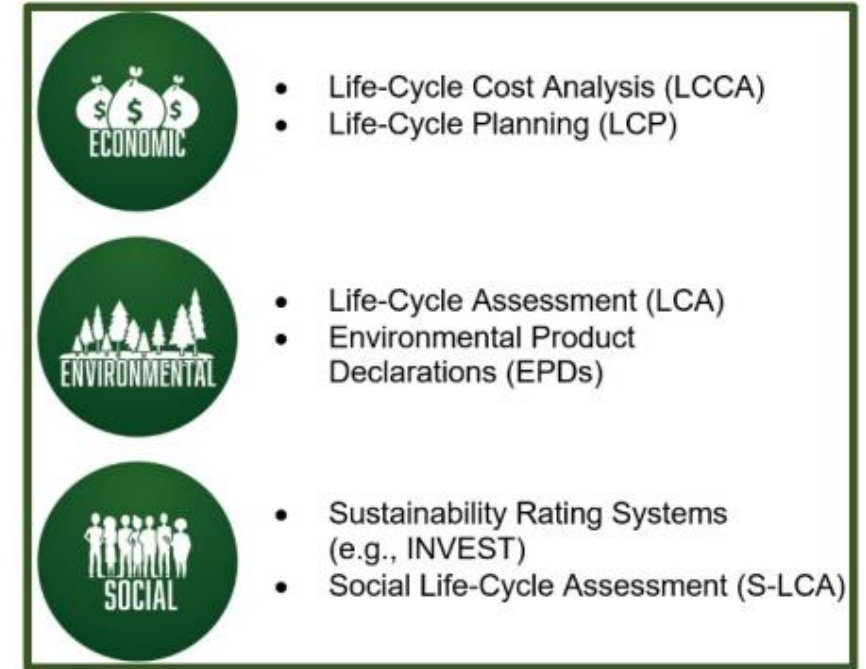 $ $ $
ECONOMIC
• Life-Cycle Cost Analysis (LCCA)
• Life-Cycle Planning (LCP)
ENVIRONMENTAL
• Life-Cycle Assessment (LCA)
• Environmental Product
Declarations (EPDs)
SOCIAL
• Sustainability Rating Systems
(e.g., INVEST)
• Social Life-Cycle Assessment (S-LCA)